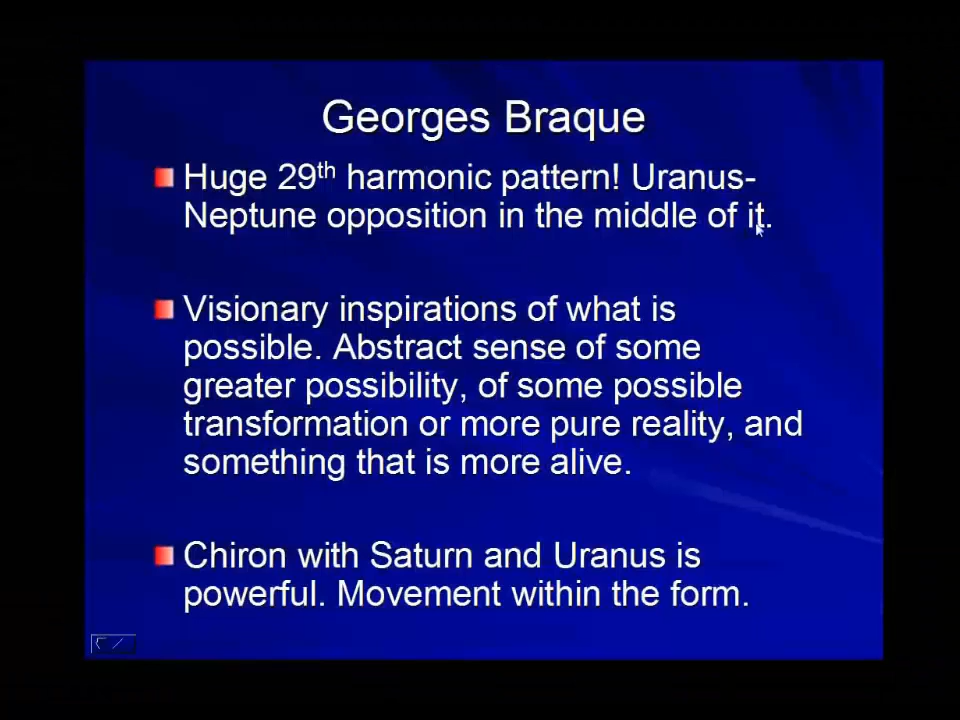 Georges Braque
Huge 29th harmonic pattern! Uranus-
Neptune opposition in the middle of it.
Visionary inspirations of what is
possible. Abstract sense of some
greater possibility, of some possible
transformation or more pure reality, and
something that is more alive.
Chiron with Saturn and Uranus is
powerful. Movement within the form.